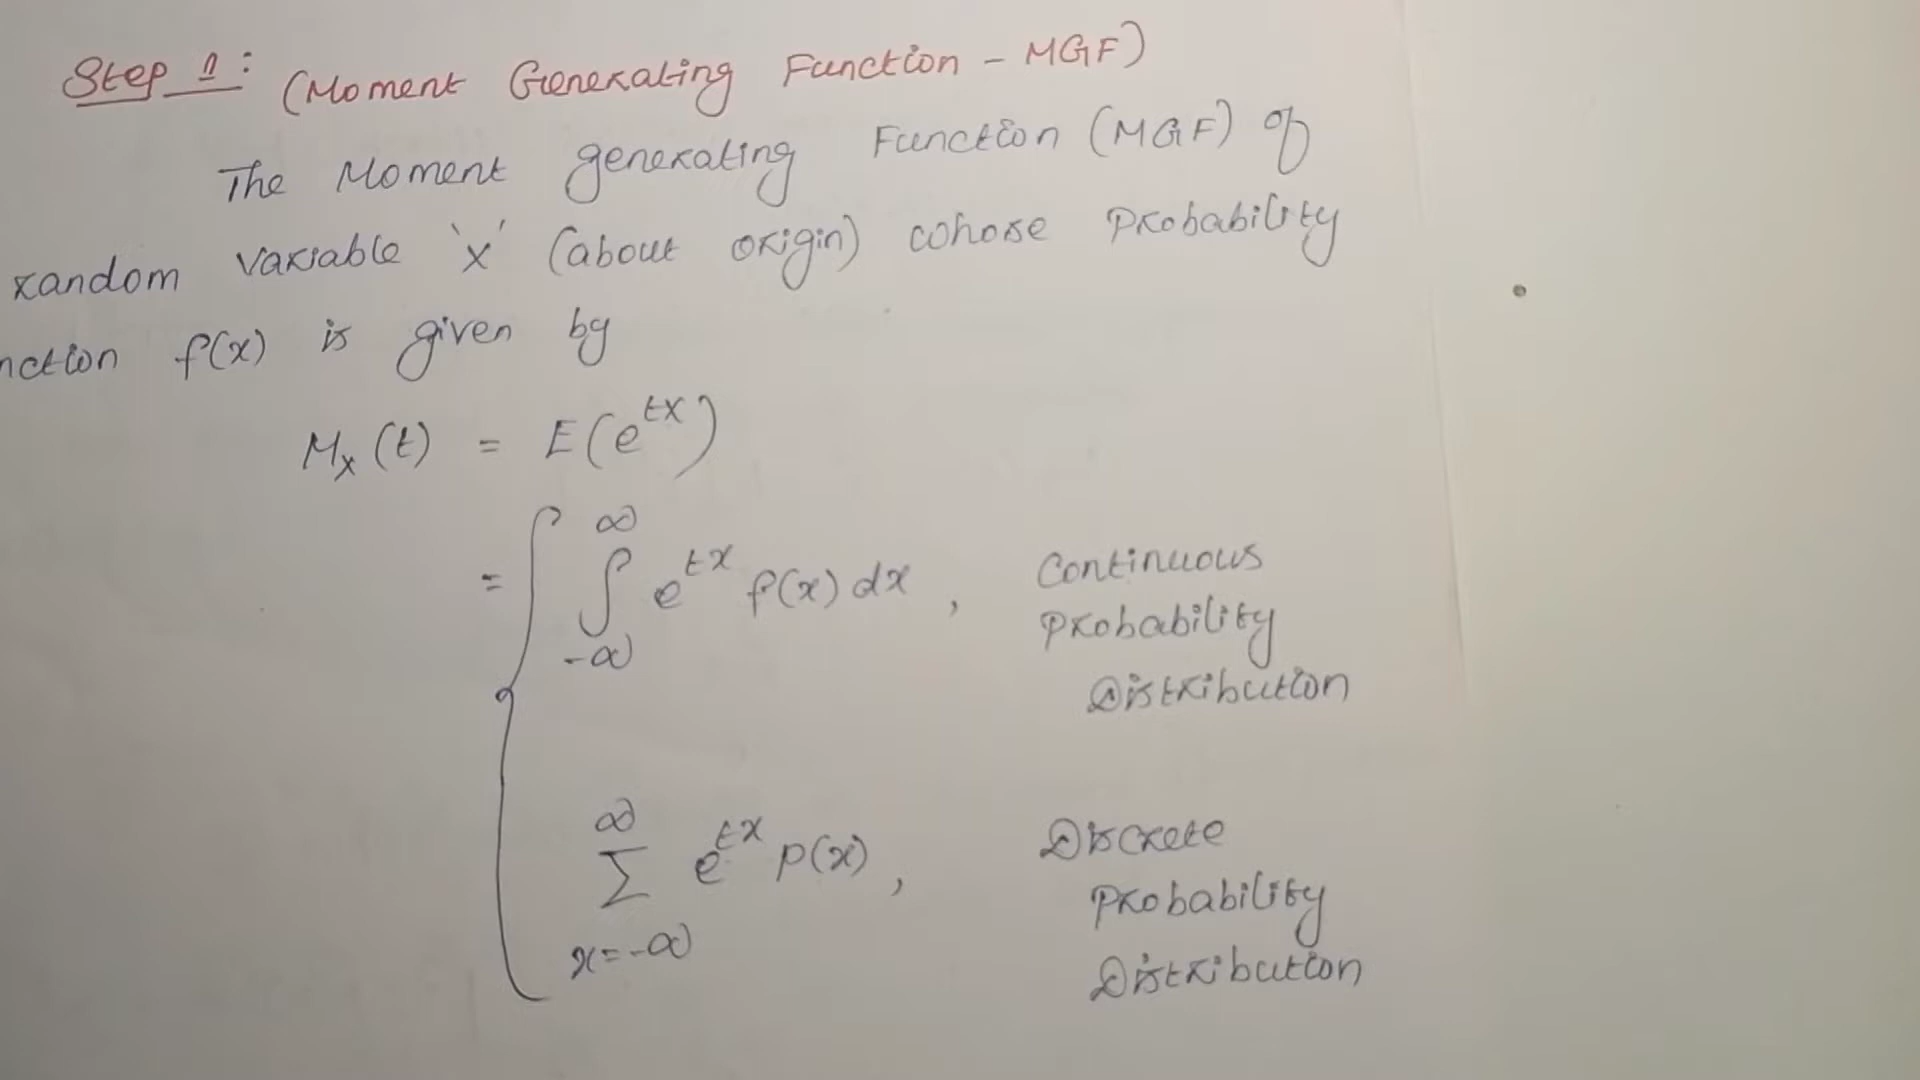 Step 1: (Moment Generating Function - MGF)
The Moment generating Function (MGF) of
random variable 'x' (about origin) whose Probability
nction f(x) is given by
Mx(t) = E(e^tx)
= { ∫_{-∞}^{∞} e^{tx} f(x) dx , Continuous
Probability
Distribution
∑_{x=-∞}^{∞} e^{tx} p(x) , Discrete
Probability
Distribution